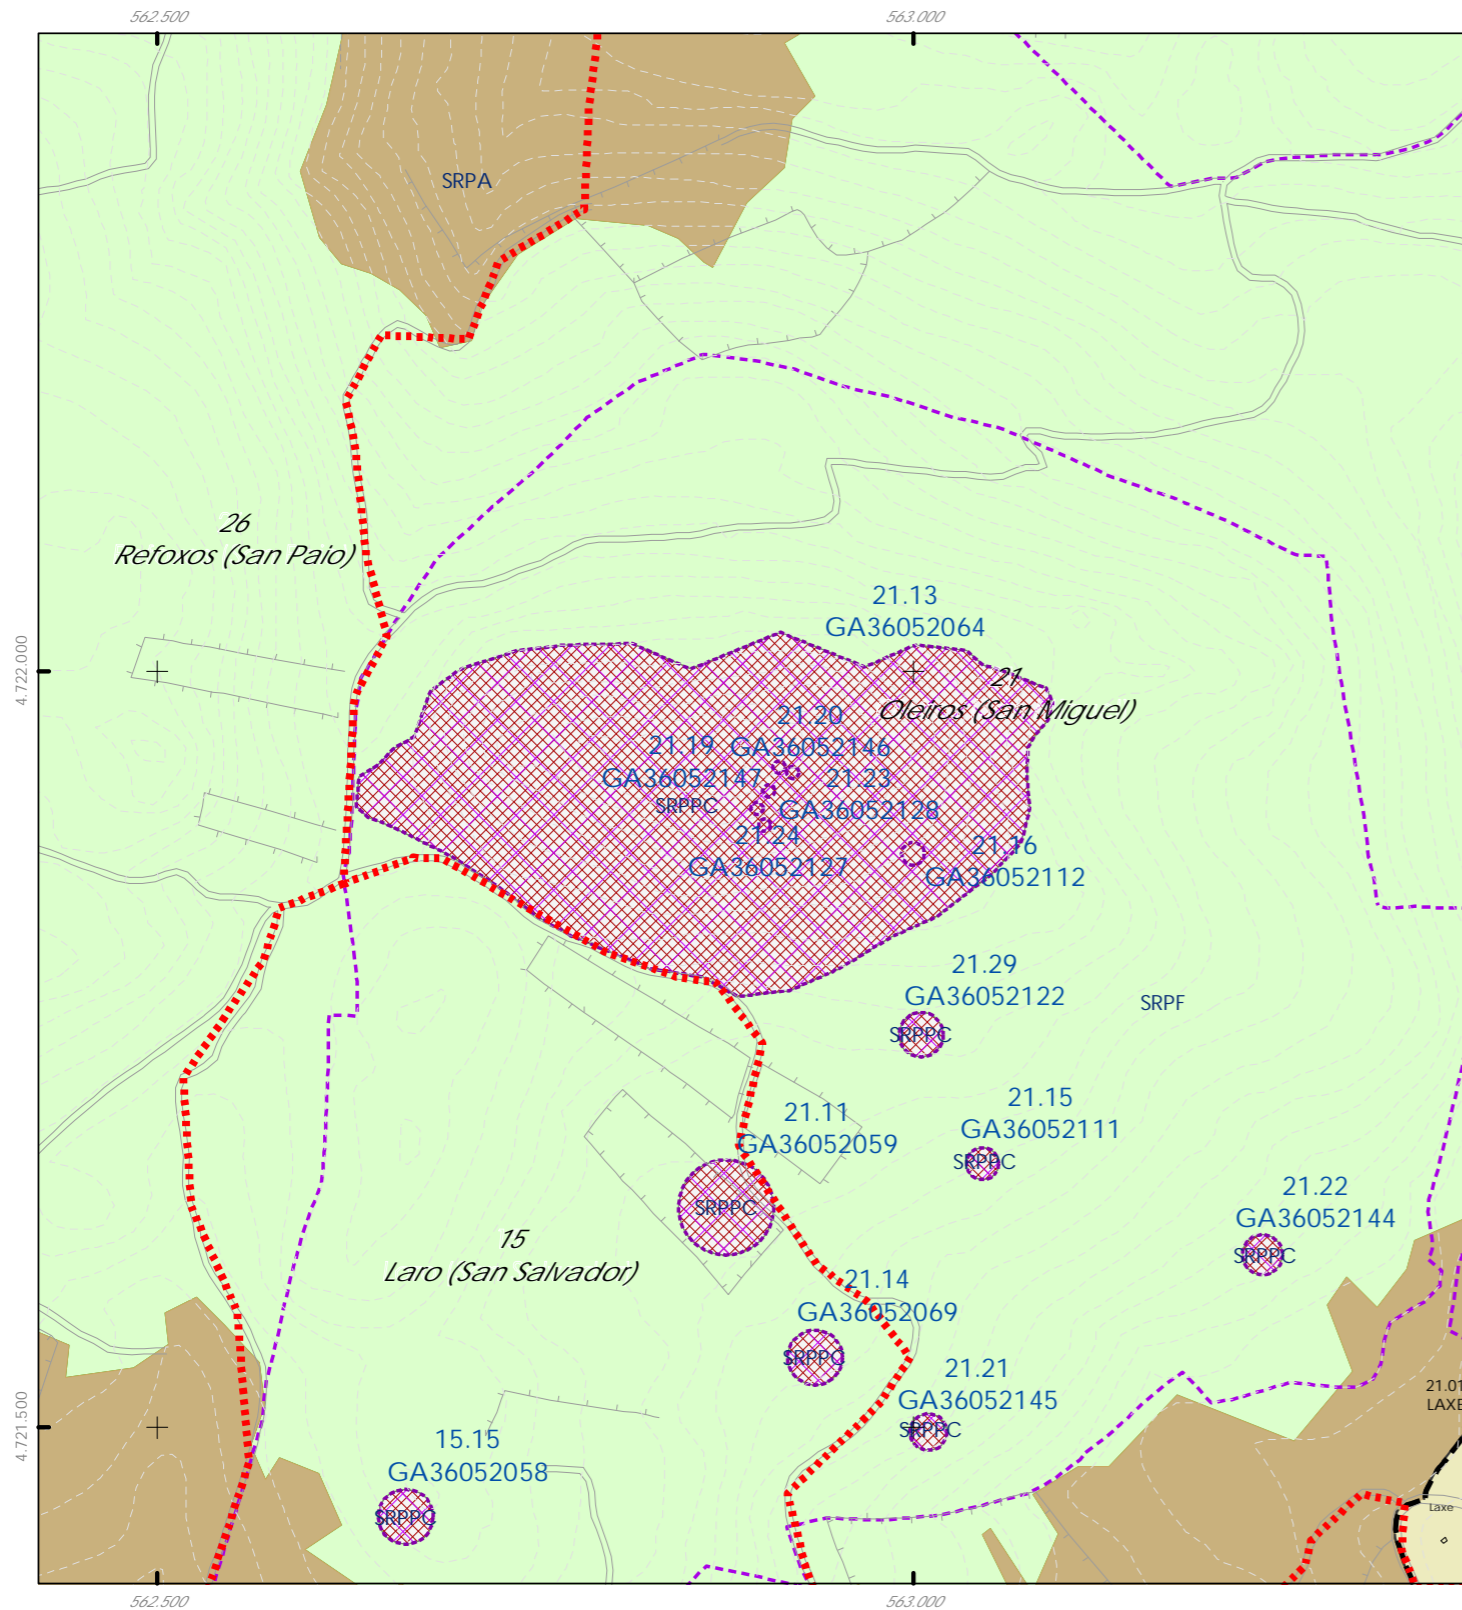 562.500
563.000
SRPA
26
Refoxos (San Paio)
21.13
GA36052064
4.722.000
21
Oleiros (San Miguel)
21.20
GA36052146
21.19
GA36052147
21.23
GA36052128
SRPPC
21.24
GA36052127
21.16
GA36052112
21.29
GA36052122
SRPPC
SRPF
21.11
GA36052059
21.15
GA36052111
SRPPC
SRPPC
21.22
GA36052144
SRPPC
15
Laro (San Salvador)
21.14
GA36052069
SRPPC
21.21
GA36052145
SRPPC
21.01
LAXE
4.721.500
15.15
GA36052058
SRPPC
Laxe
562.500
563.000